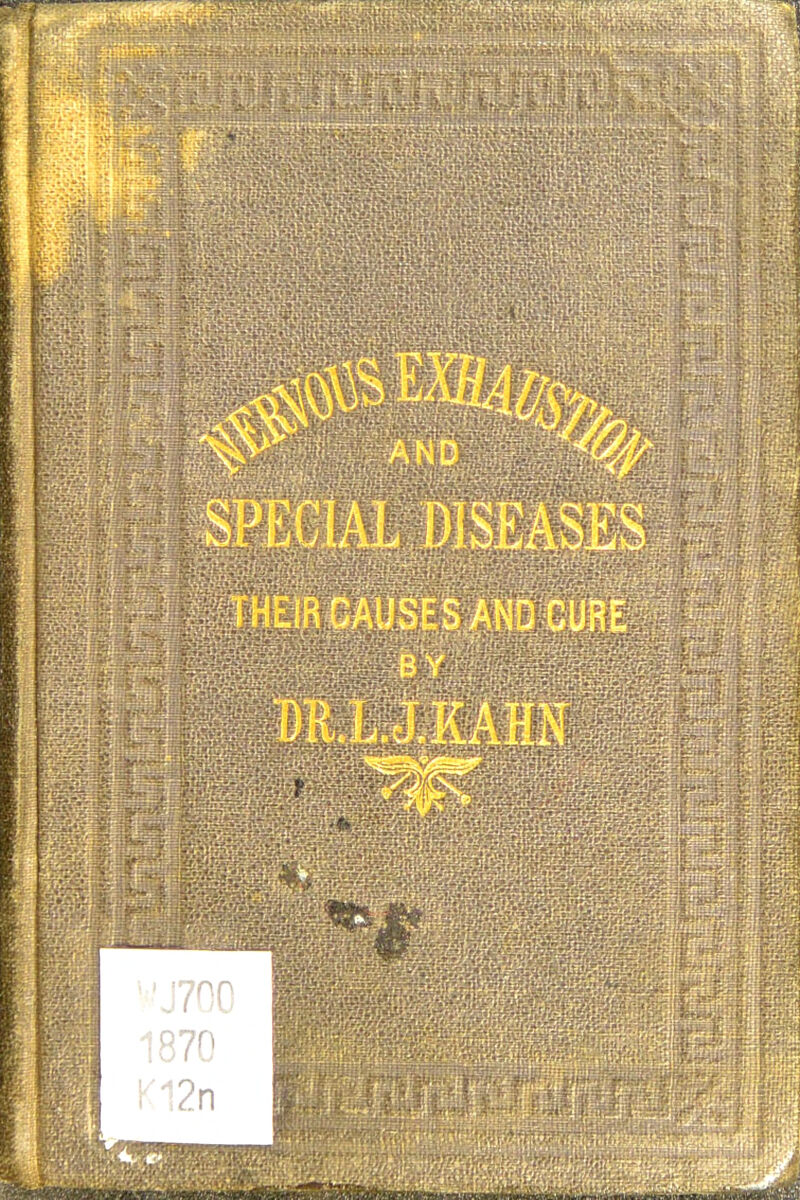 NERVOUS EXHAUSTION
AND
SPECIAL DISEASES
THEIR CAUSES AND CURE
BY
DR.L.J.KAHN
WJ700
1870
K12n